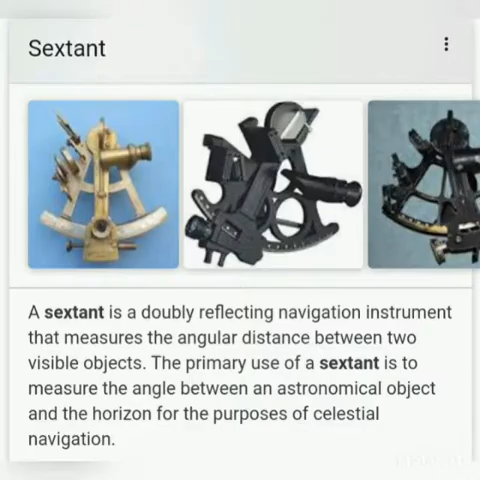 Sextant
A sextant is a doubly reflecting navigation instrument
that measures the angular distance between two
visible objects. The primary use of a sextant is to
measure the angle between an astronomical object
and the horizon for the purposes of celestial
navigation.